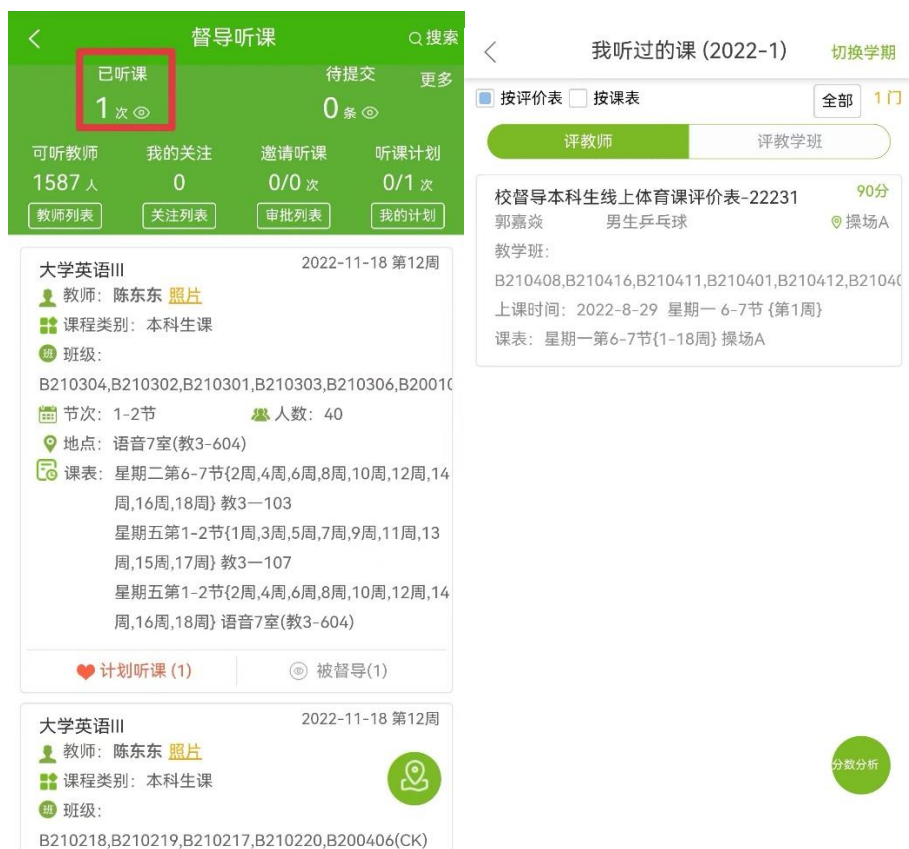 督导听课
搜索
已听课
待提交
更多
1次
0条
可听教师 我的关注 邀请听课 听课计划
1587人 0 0/0次 0/1次
教师列表 关注列表 审批列表 我的计划
大学英语III 2022-11-18 第12周
教师：陈东东 照片
课程类别：本科生课
班 班级：
B210304,B210302,B210301,B210303,B210306,B20010
节次：1-2节 人数：40
地点：语音7室(教3-604)
课表：星期二第6-7节{2周,4周,6周,8周,10周,12周,14
周,16周,18周} 教3—103
星期五第1-2节{1周,3周,5周,7周,9周,11周,13
周,15周,17周} 教3—107
星期五第1-2节{2周,4周,6周,8周,10周,12周,14
周,16周,18周} 语音7室(教3-604)
计划听课 (1) 被督导(1)
大学英语III 2022-11-18 第12周
教师：陈东东 照片
课程类别：本科生课
班 班级：
B210218,B210219,B210217,B210220,B200406(CK)
我听过的课 (2022-1) 切换学期
按评价表 按课表 全部 1门
评教师 评教学班
校督导本科生线上体育课评价表-22231 90分
郭嘉焱 男生乒乓球 操场A
教学班：
B210408,B210416,B210411,B210401,B210412,B21040
上课时间：2022-8-29 星期一 6-7节 {第1周}
课表：星期一第6-7节{1-18周} 操场A
分数分析